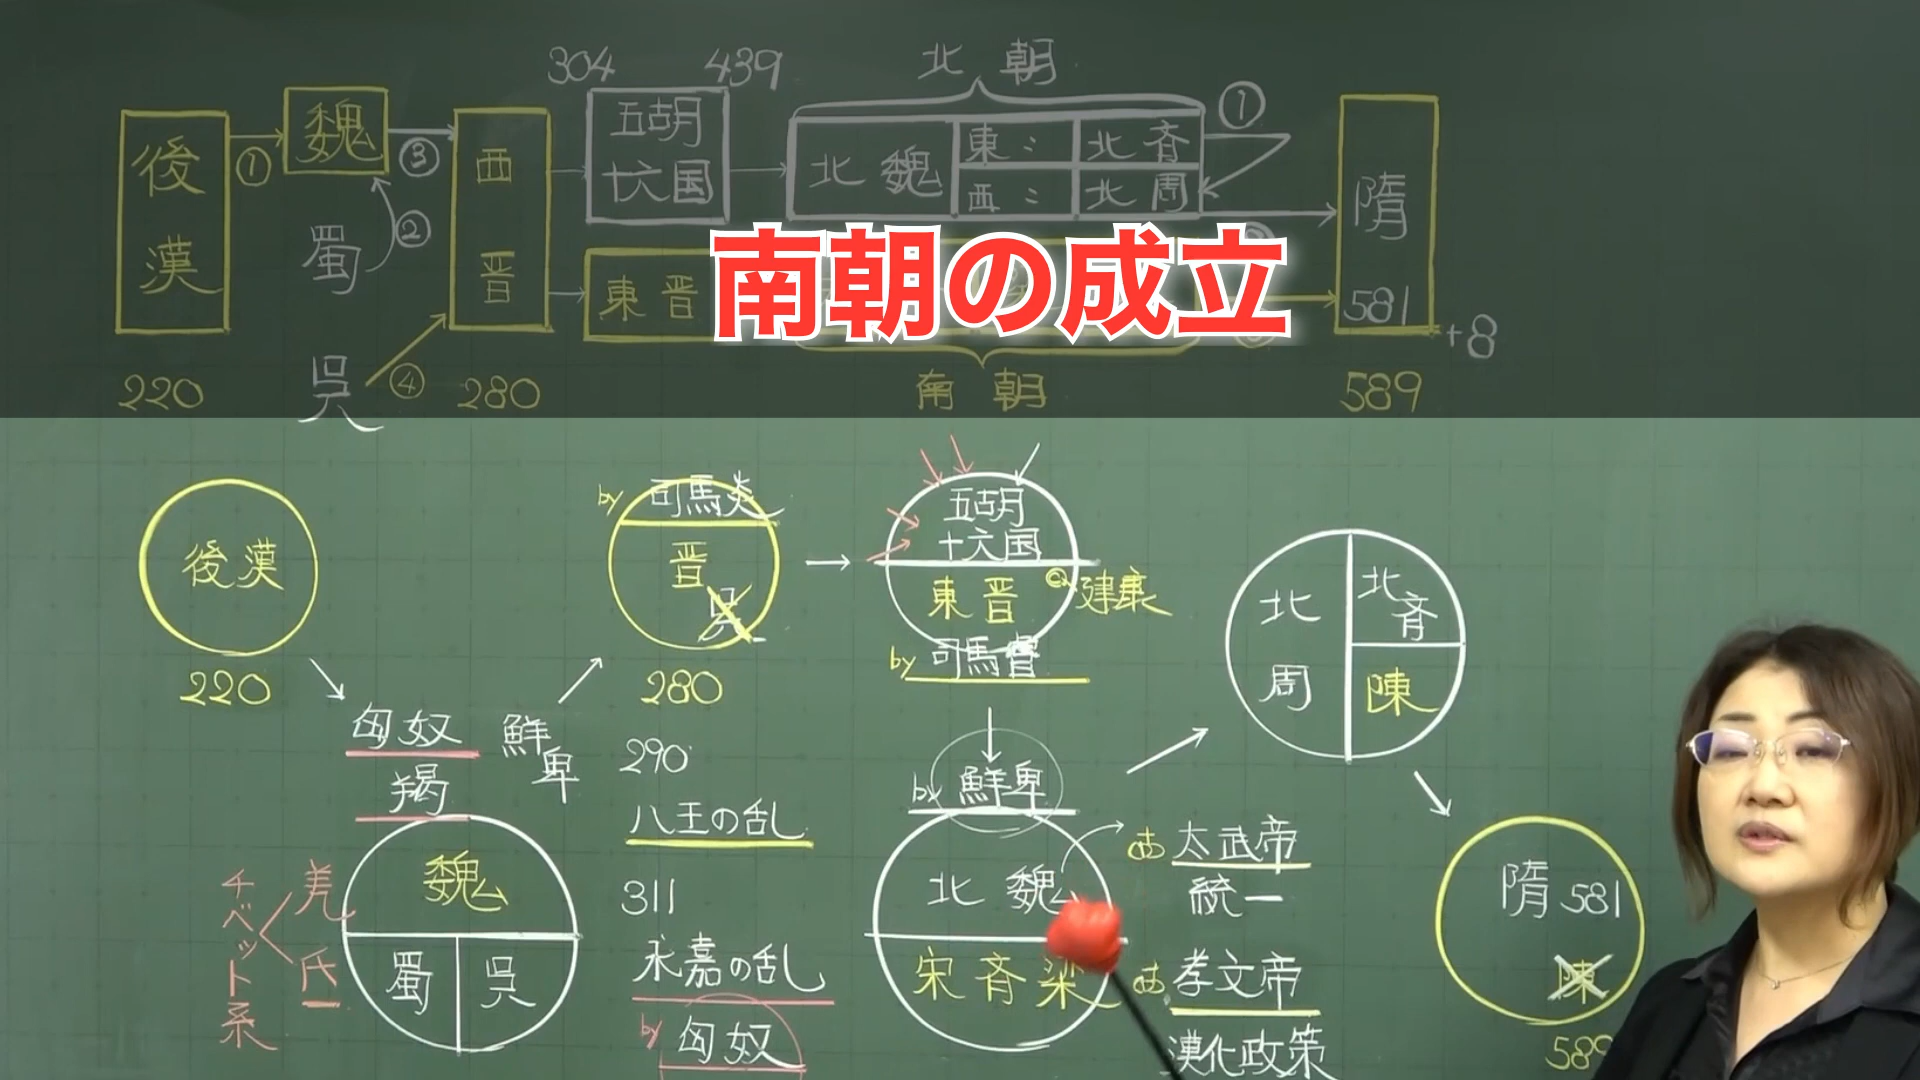 304 439 北朝
後漢 ① 魏 ③ 西晋 五胡十六国 北魏 東〃 北斉 ① 隋
西〃 北周
蜀 ②
南朝の成立
東晋 581 +8
220 呉 ④ 280 南朝 589
後漢
220
匈奴 鮮卑
羯
魏
蜀 呉
チベット系
羌
氐
by 司馬炎
晋
呉
280
290
八王の乱
311
永嘉の乱
by 匈奴
五胡
十六国
東晋 建康
by 司馬睿
by 鮮卑
北魏
宋 斉 梁
太武帝
統一
孝文帝
漢化政策
北周
北斉
陳
隋 581
陳
589